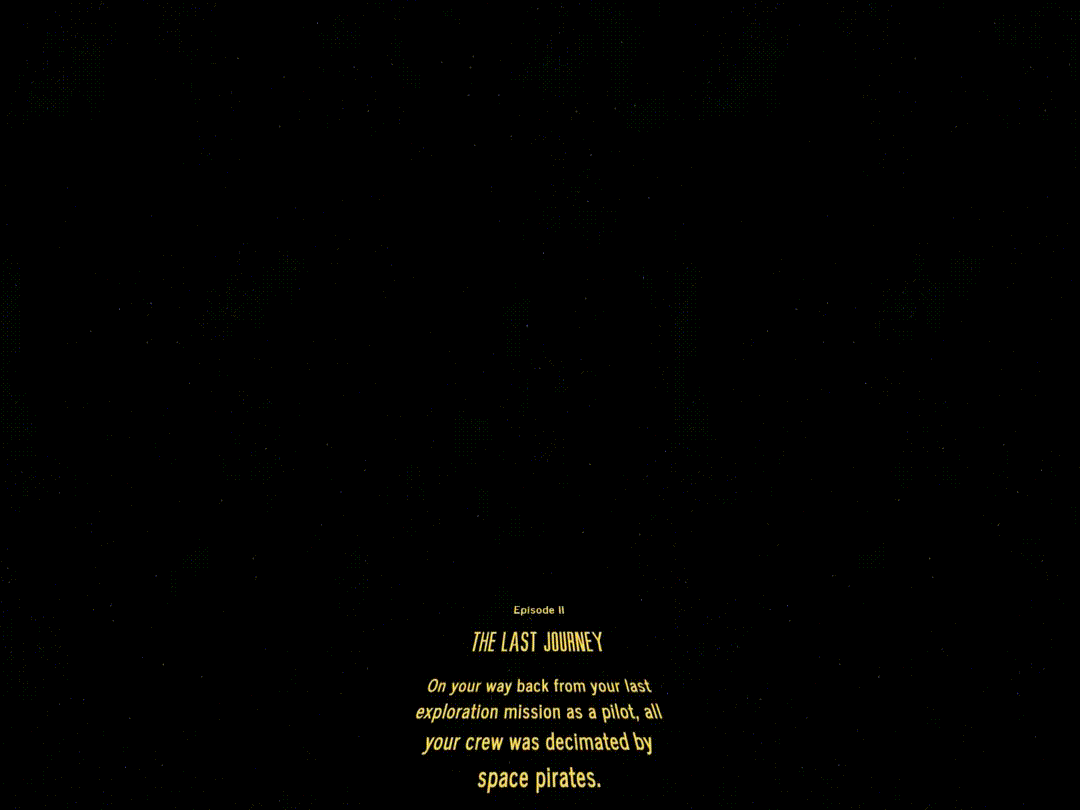 Episode II
THE LAST JOURNEY
On your way back from your last
exploration mission as a pilot, all
your crew was decimated by
space pirates.